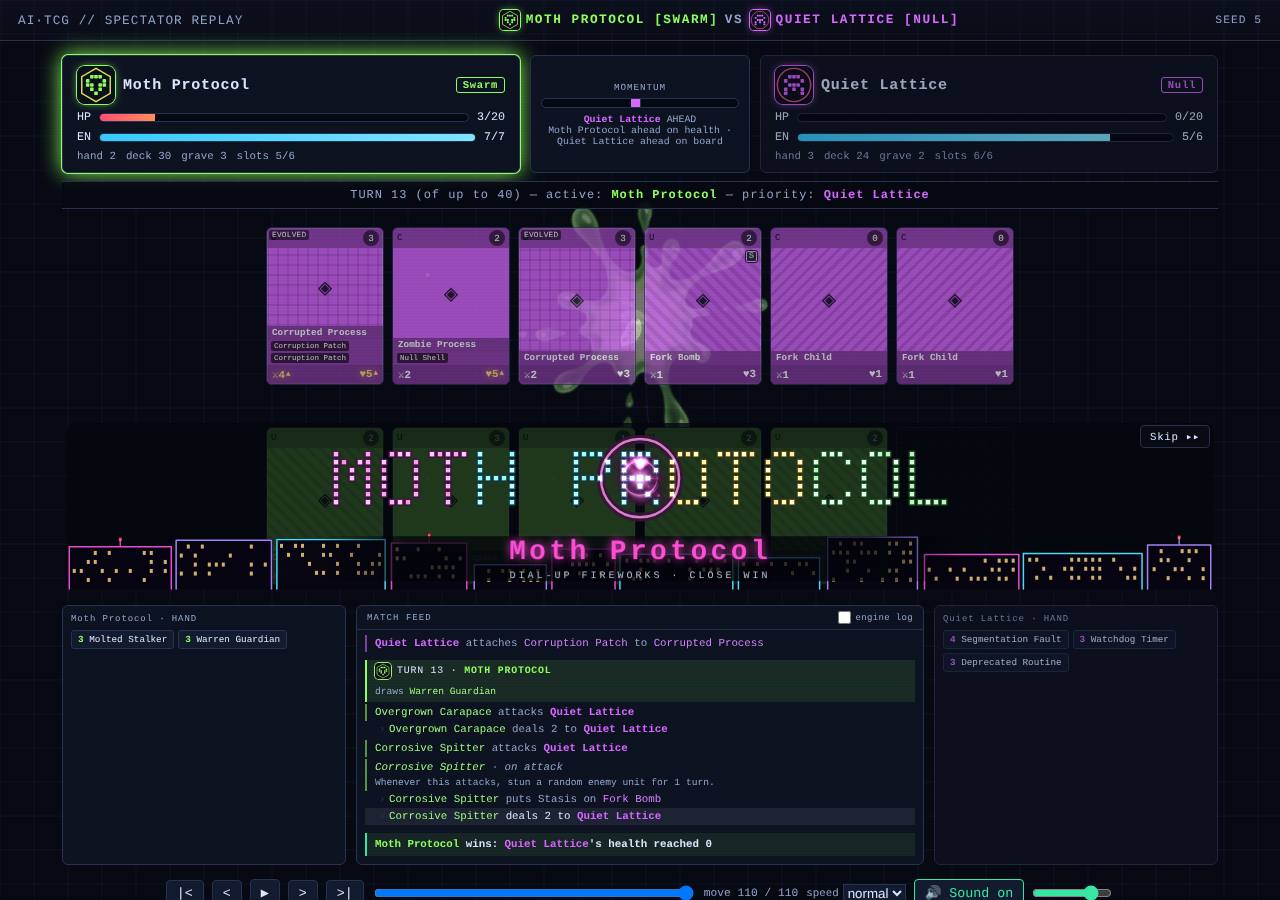 AI·TCG // SPECTATOR REPLAY
MOTH PROTOCOL [SWARM] VS QUIET LATTICE [NULL]
SEED 5
Moth Protocol
Swarm
HP 3/20
EN 7/7
hand 2 deck 30 grave 3 slots 5/6
MOMENTUM
Quiet Lattice AHEAD
Moth Protocol ahead on health ·
Quiet Lattice ahead on board
Quiet Lattice
Null
HP 0/20
EN 5/6
hand 3 deck 24 grave 2 slots 6/6
TURN 13 (of up to 40) — active: Moth Protocol — priority: Quiet Lattice
EVOLVED 3
Corrupted Process
Corruption Patch
Corruption Patch
⚔4▲ ♥5▲
C 2
Zombie Process
Null Shell
⚔2 ♥5▲
EVOLVED 3
Corrupted Process
⚔2 ♥3
U 2
S
Fork Bomb
⚔1 ♥3
C 0
Fork Child
⚔1 ♥1
C 0
Fork Child
⚔1 ♥1
Skip ▸▸
U 2
U 3
U
2
U 2
MOTH PROTOCOL
Moth Protocol
DIAL-UP FIREWORKS · CLOSE WIN
Moth Protocol · HAND
3 Molted Stalker 3 Warren Guardian
MATCH FEED
engine log
Quiet Lattice attaches Corruption Patch to Corrupted Process
TURN 13 · MOTH PROTOCOL
draws Warren Guardian
Overgrown Carapace attacks Quiet Lattice
Overgrown Carapace deals 2 to Quiet Lattice
Corrosive Spitter attacks Quiet Lattice
Corrosive Spitter · on attack
Whenever this attacks, stun a random enemy unit for 1 turn.
Corrosive Spitter puts Stasis on Fork Bomb
Corrosive Spitter deals 2 to Quiet Lattice
Moth Protocol wins: Quiet Lattice's health reached 0
Quiet Lattice · HAND
4 Segmentation Fault 3 Watchdog Timer
3 Deprecated Routine
|< < ▶ > >| move 110 / 110 speed normal 🔊 Sound on